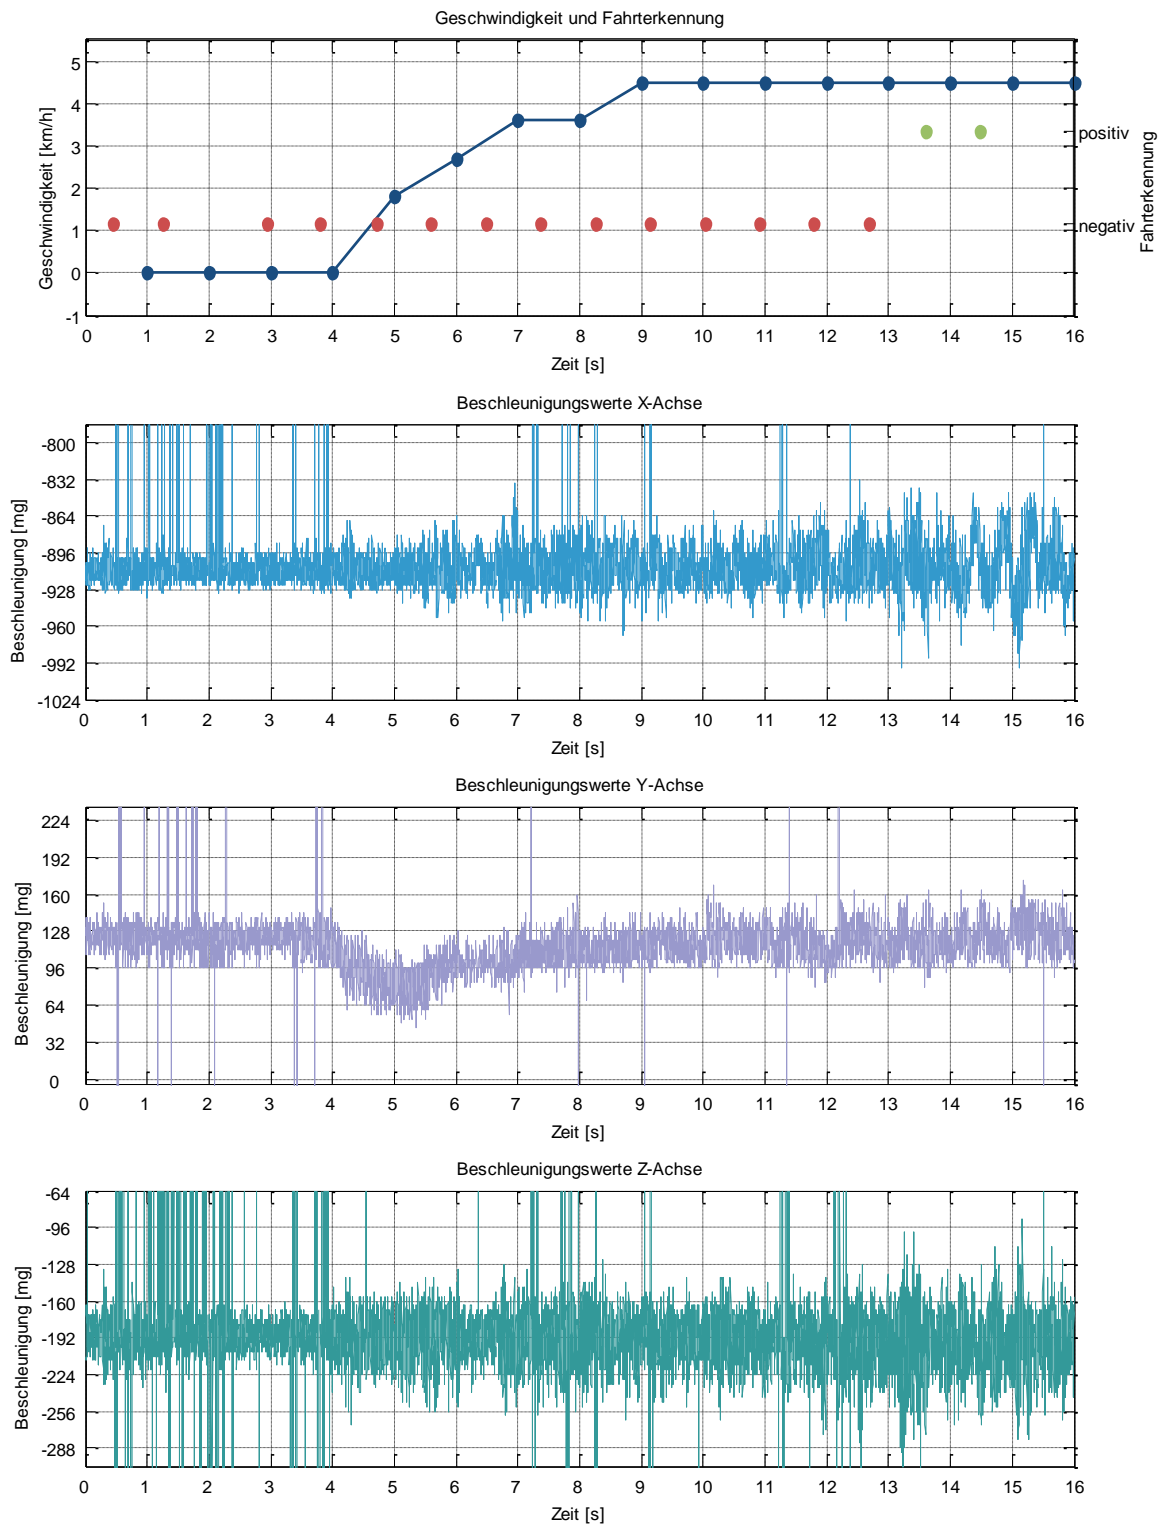 Geschwindigkeit und Fahrterkennung
5
4
3
2
1
0
-1
Geschwindigkeit [km/h]
positiv
negativ
Fahrterkennung
0 1 2 3 4 5 6 7 8 9 10 11 12 13 14 15 16
Zeit [s]
Beschleunigungswerte X-Achse
-800
-832
-864
-896
-928
-960
-992
-1024
Beschleunigung [mg]
0 1 2 3 4 5 6 7 8 9 10 11 12 13 14 15 16
Zeit [s]
Beschleunigungswerte Y-Achse
224
192
160
128
96
64
32
0
Beschleunigung [mg]
0 1 2 3 4 5 6 7 8 9 10 11 12 13 14 15 16
Zeit [s]
Beschleunigungswerte Z-Achse
-64
-96
-128
-160
-192
-224
-256
-288
Beschleunigung [mg]
0 1 2 3 4 5 6 7 8 9 10 11 12 13 14 15 16
Zeit [s]